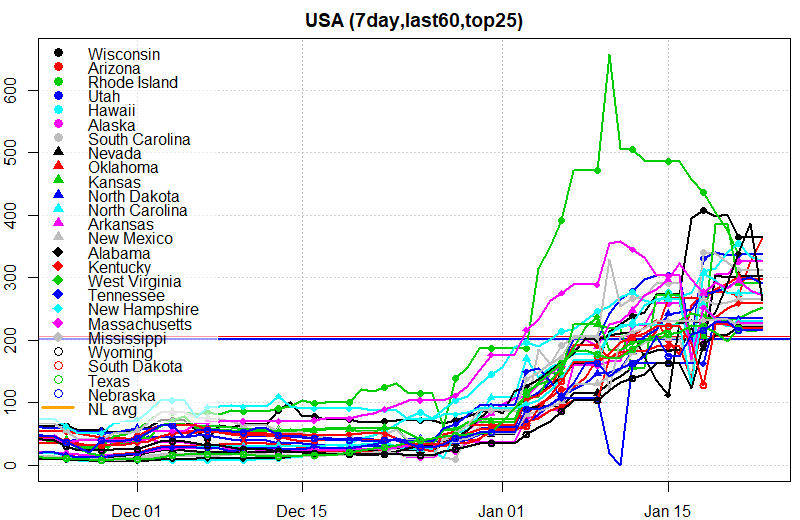 USA (7day,last60,top25)
600
500
400
300
200
100
0
Wisconsin
Arizona
Rhode Island
Utah
Hawaii
Alaska
South Carolina
Nevada
Oklahoma
Kansas
North Dakota
North Carolina
Arkansas
New Mexico
Alabama
Kentucky
West Virginia
Tennessee
New Hampshire
Massachusetts
Mississippi
Wyoming
South Dakota
Texas
Nebraska
NL avg
Dec 01 Dec 15 Jan 01 Jan 15